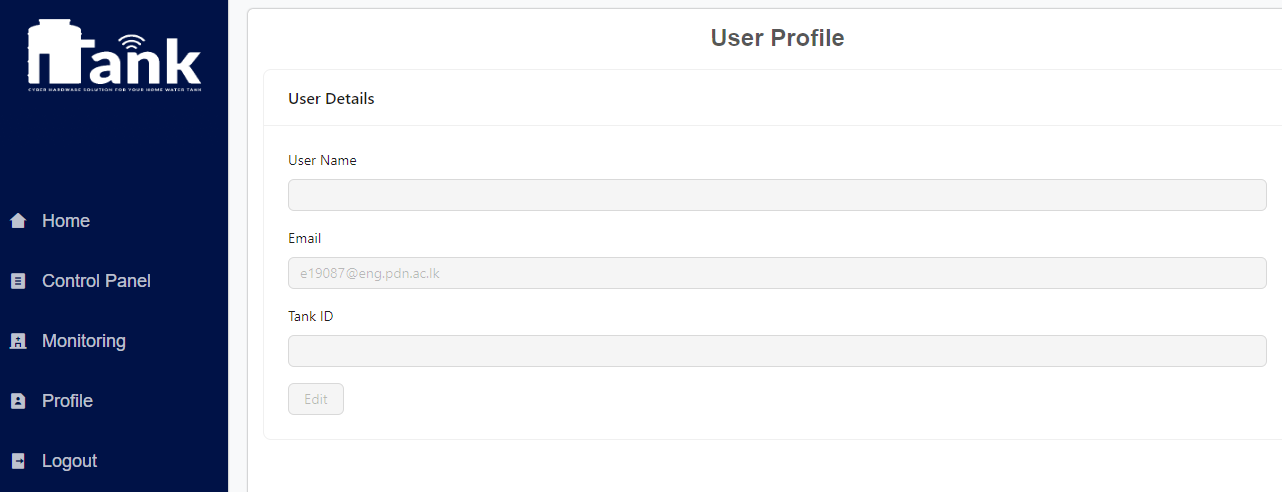 iTank
CYBER HARDWARE SOLUTION FOR YOUR HOME WATER TANK
Home
Control Panel
Monitoring
Profile
Logout
User Profile
User Details
User Name
Email
e19087@eng.pdn.ac.lk
Tank ID
Edit